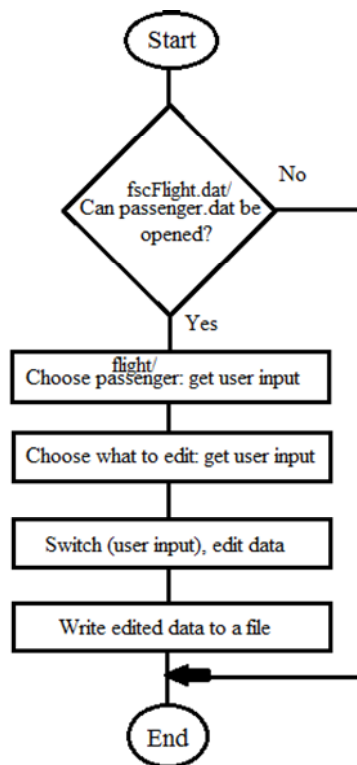 Start
fscFlight.dat/
Can passenger.dat be
opened?
No
Yes
flight/
Choose passenger: get user input
Choose what to edit: get user input
Switch (user input), edit data
Write edited data to a file
End